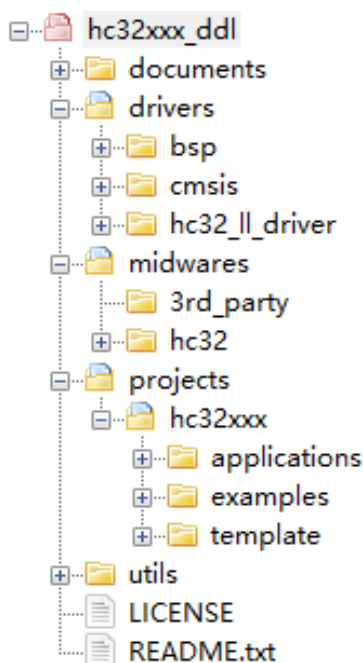 hc32xxx_ddl
documents
drivers
bsp
cmsis
hc32_ll_driver
midwares
3rd_party
hc32
projects
hc32xxx
applications
examples
template
utils
LICENSE
README.txt